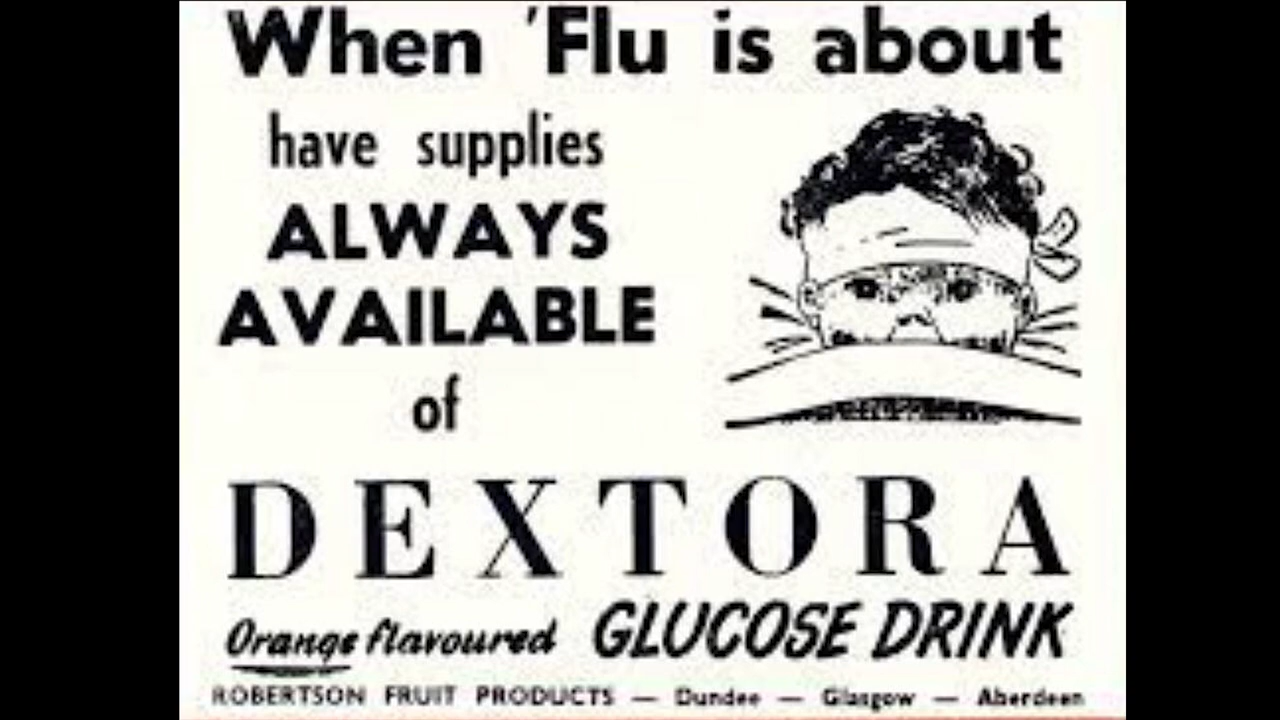 When 'Flu is about
have supplies
ALWAYS
AVAILABLE
of
DEXTORA
Orange flavoured GLUCOSE DRINK
ROBERTSON FRUIT PRODUCTS — Dundee — Glasgow — Aberdeen